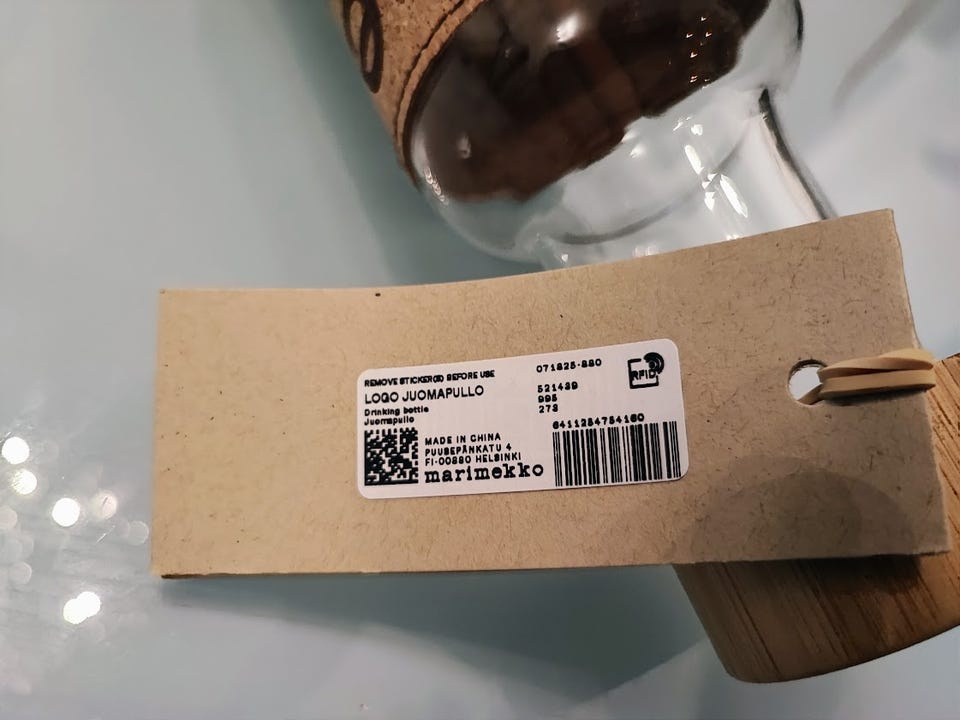 REMOVE STICKER(S) BEFORE USE
LOGO JUOMAPULLO
Drinking bottle
Juomapullo
MADE IN CHINA
PUUSEPÄNKATU 4
FI-00880 HELSINKI
marimekko
071825-880
521439
995
273
6411254754160
RFID